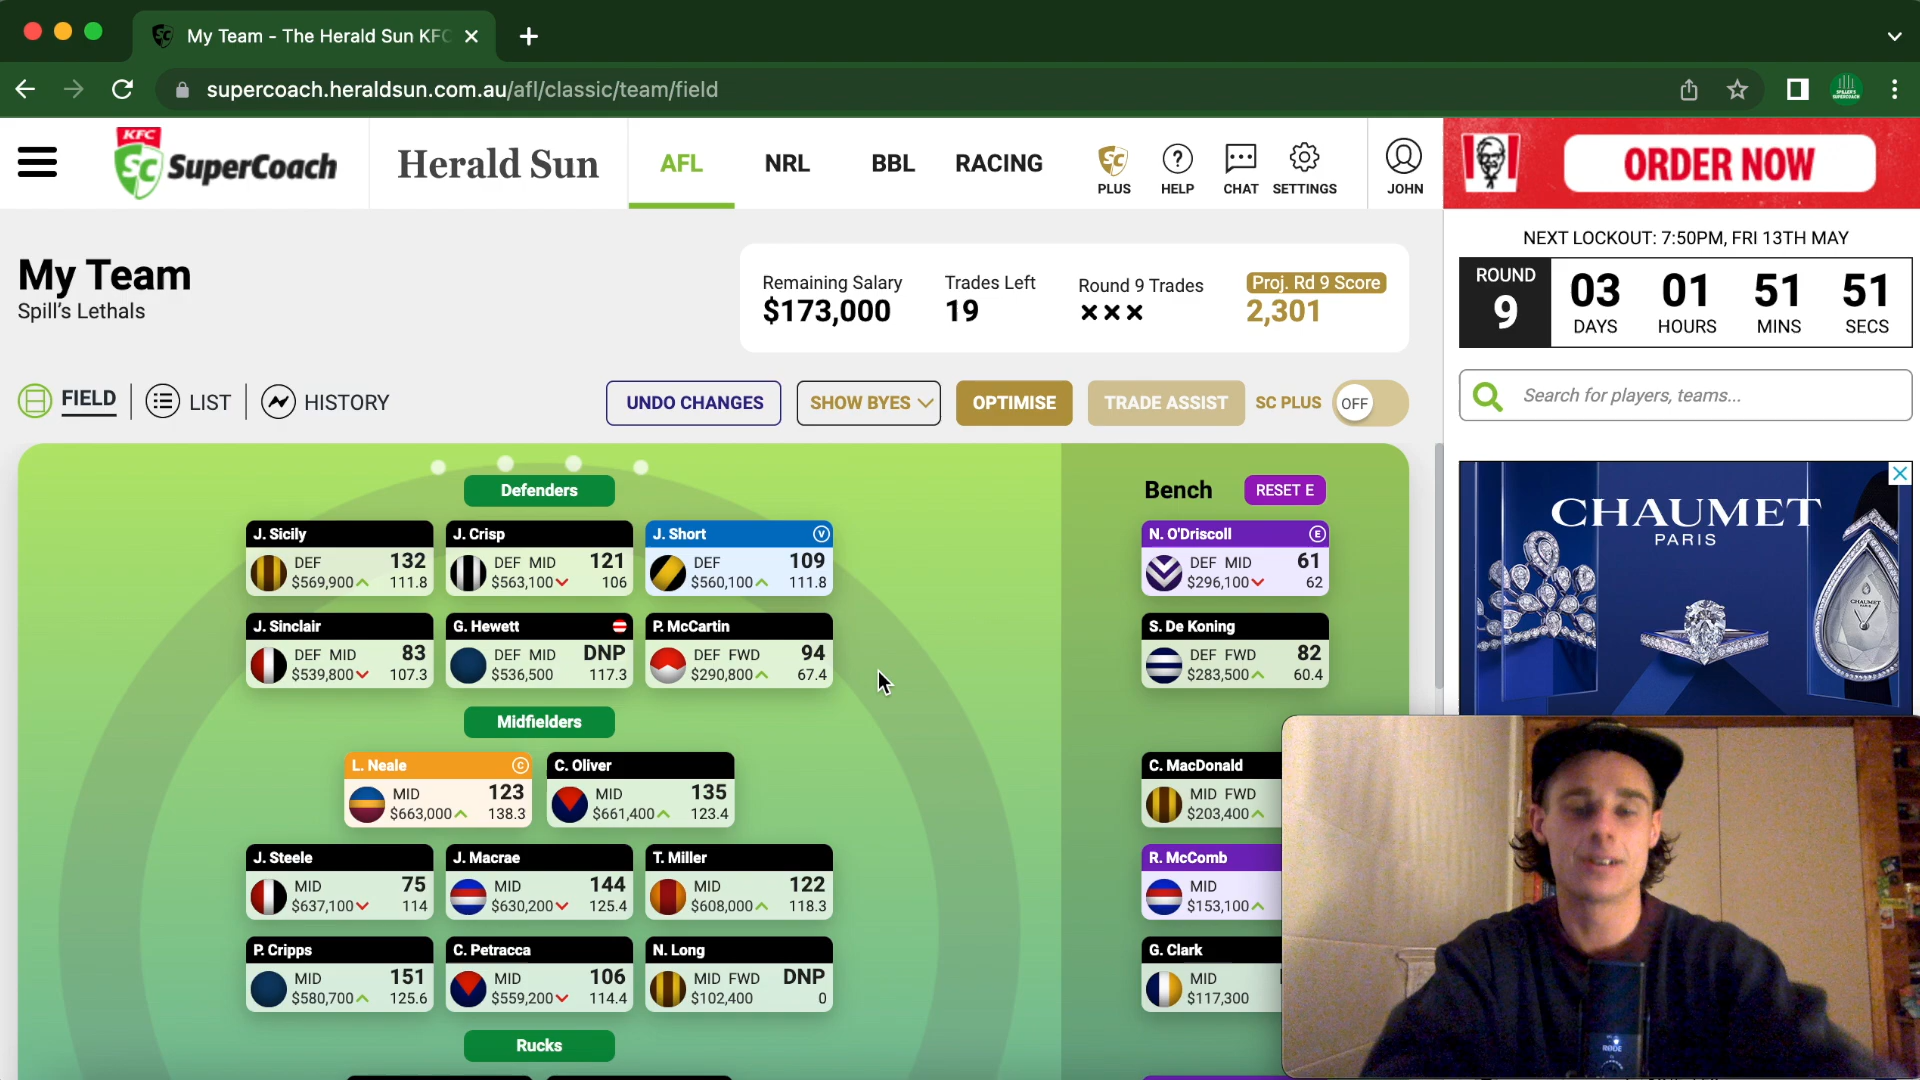 My Team - The Herald Sun KFC
supercoach.heraldsun.com.au/afl/classic/team/field
KFC
SC SuperCoach
Herald Sun
AFL
NRL
BBL
RACING
SC
PLUS
HELP
CHAT
SETTINGS
JOHN
ORDER NOW
My Team
Spill's Lethals
Remaining Salary
$173,000
Trades Left
19
Round 9 Trades
Proj. Rd 9 Score
2,301
NEXT LOCKOUT: 7:50PM, FRI 13TH MAY
ROUND
9
03
DAYS
01
HOURS
51
MINS
51
SECS
FIELD
LIST
HISTORY
UNDO CHANGES
SHOW BYES
OPTIMISE
TRADE ASSIST
SC PLUS
OFF
Search for players, teams...
Defenders
J. Sicily
DEF 132
$569,900 111.8
J. Crisp
DEF MID 121
$563,100 106
J. Short V
DEF 109
$560,100 111.8
J. Sinclair
DEF MID 83
$539,800 107.3
G. Hewett
DEF MID DNP
$536,500 117.3
P. McCartin
DEF FWD 94
$290,800 67.4
Midfielders
L. Neale C
MID 123
$663,000 138.3
C. Oliver
MID 135
$661,400 123.4
J. Steele
MID 75
$637,100 114
J. Macrae
MID 144
$630,200 125.4
T. Miller
MID 122
$608,000 118.3
P. Cripps
MID 151
$580,700 125.6
C. Petracca
MID 106
$559,200 114.4
N. Long
MID FWD DNP
$102,400 0
Rucks
Bench
RESET E
N. O'Driscoll E
DEF MID 61
$296,100 62
S. De Koning
DEF FWD 82
$283,500 60.4
C. MacDonald
MID FWD
$203,400
R. McComb
MID
$153,100
G. Clark
MID
$117,300
CHAUMET
PARIS
RØDE